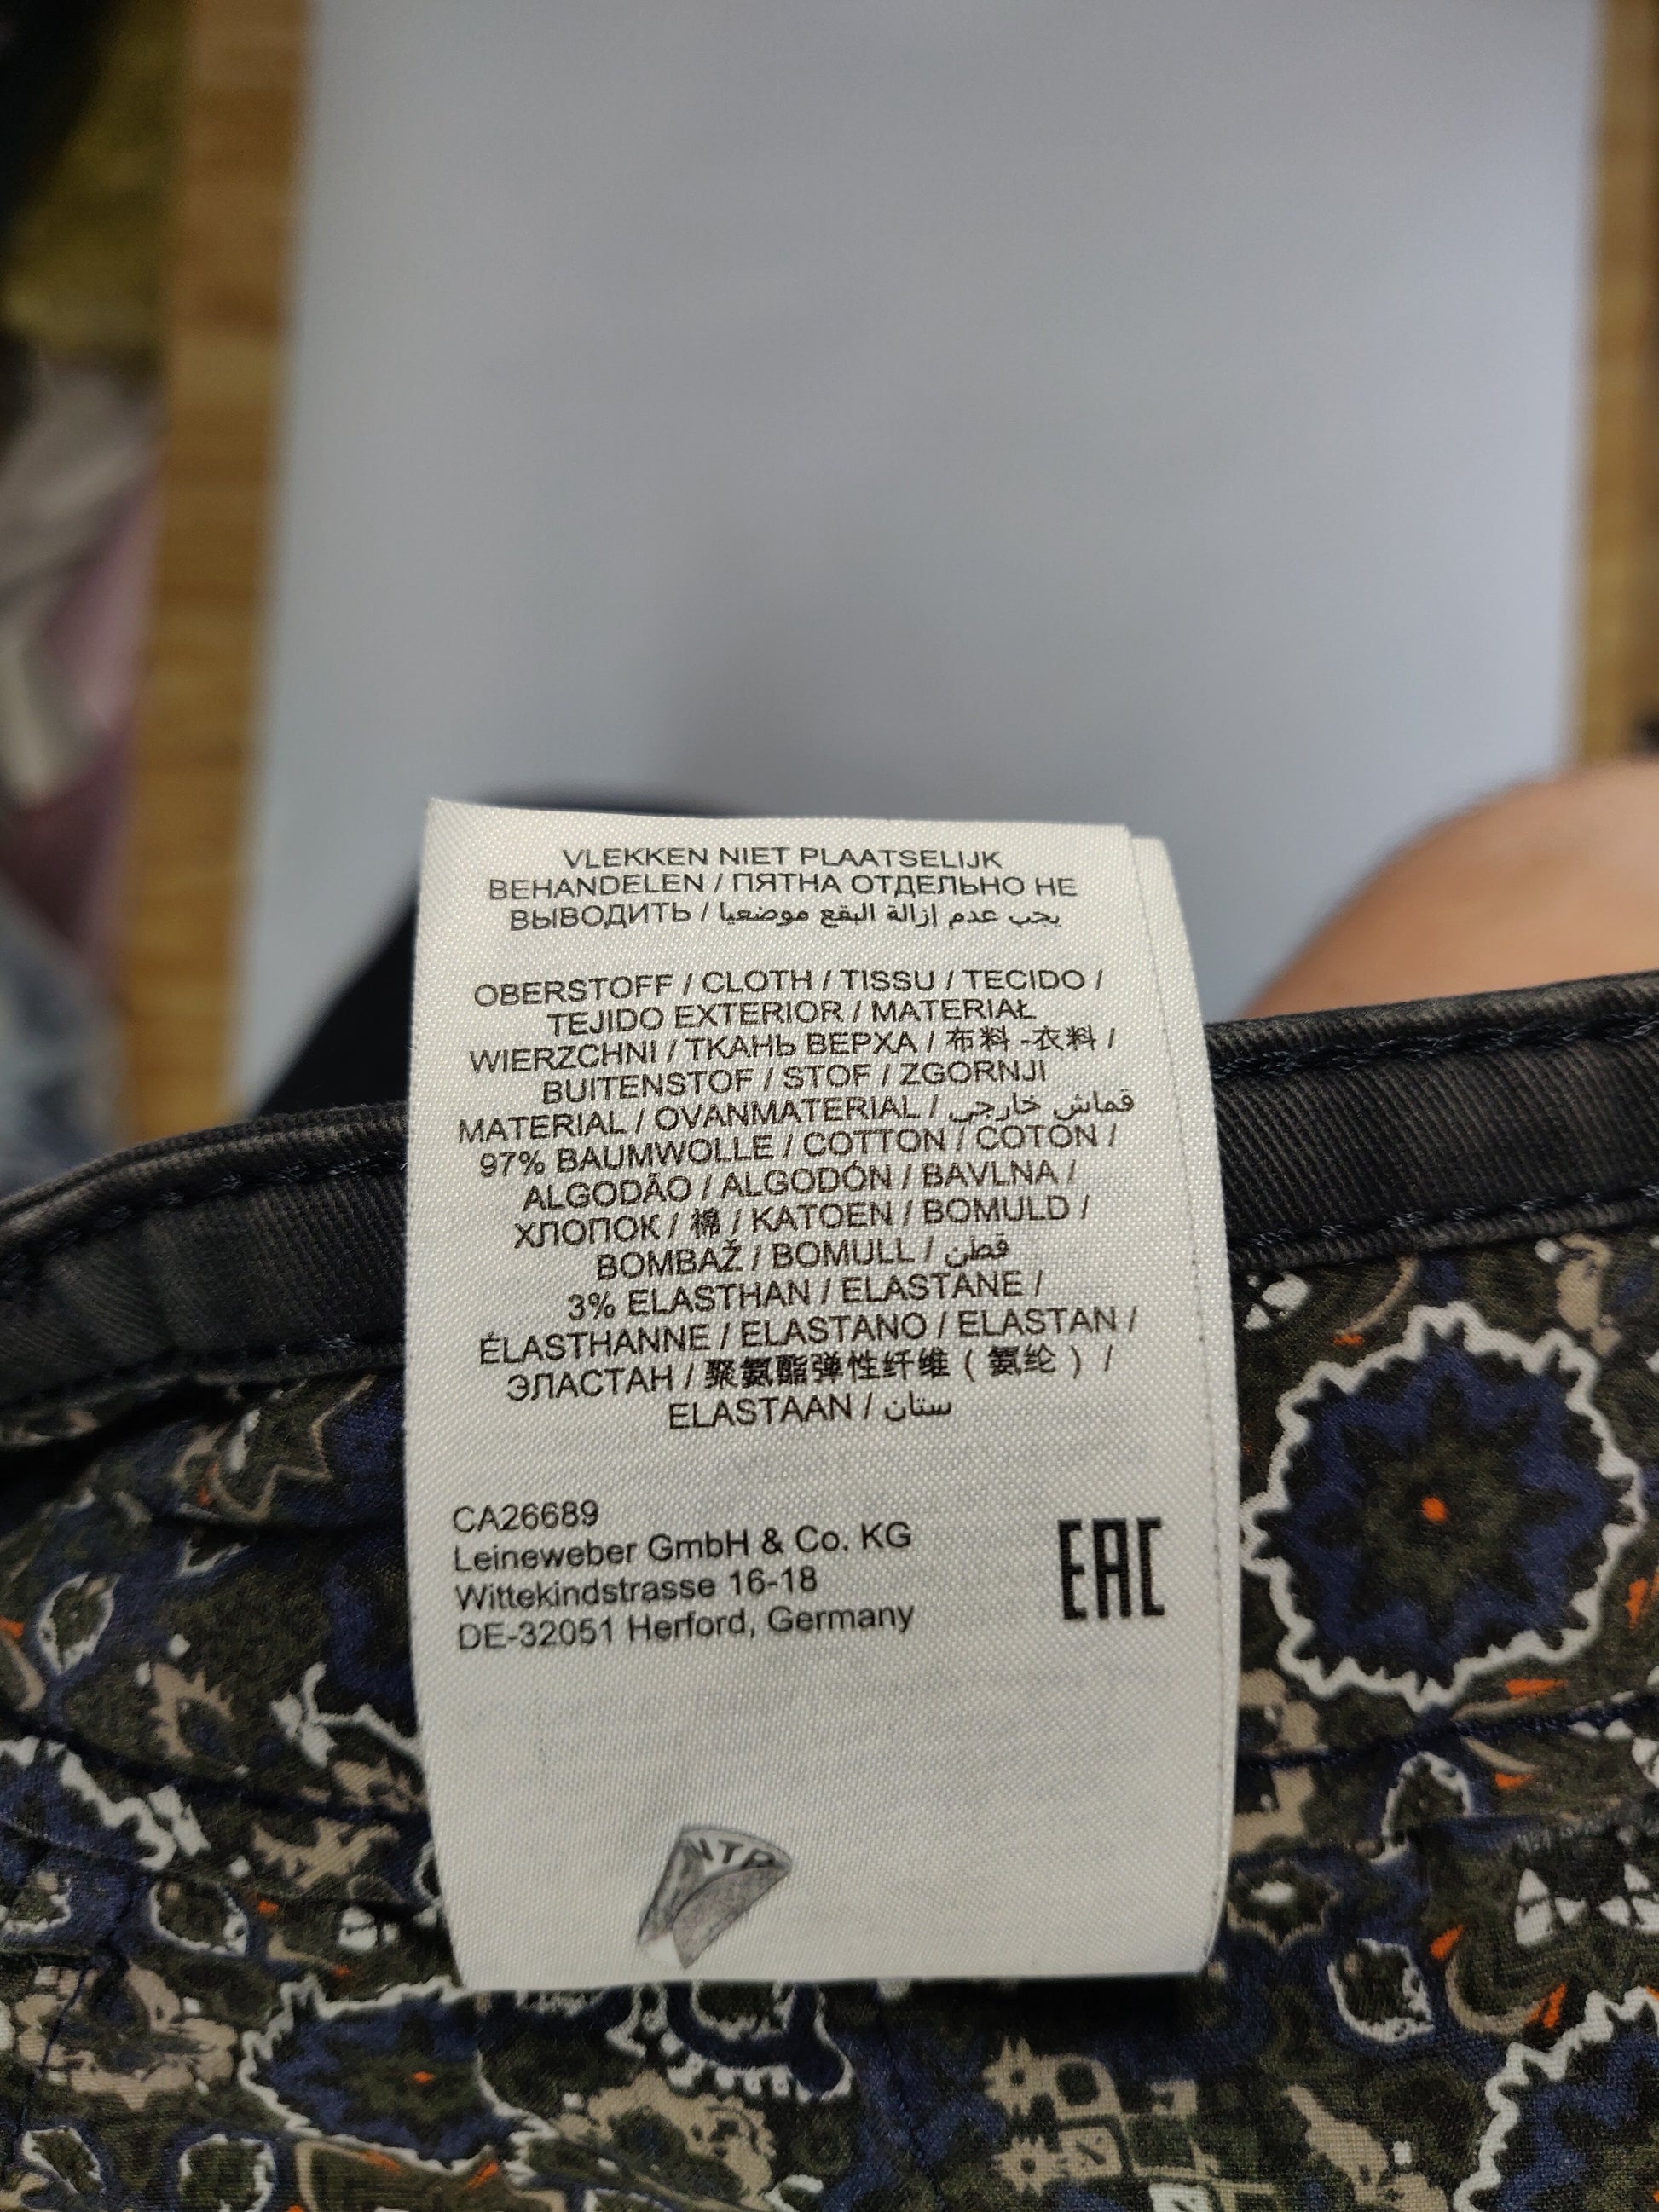 VLEKKEN NIET PLAATSELIJK
BEHANDELEN / ПЯТНА ОТДЕЛЬНО НЕ
ВЫВОДИТЬ / يجب عدم إزالة البقع موضعيا
OBERSTOFF / CLOTH / TISSU / TECIDO /
TEJIDO EXTERIOR / MATERIAŁ
WIERZCHNI / ТКАНЬ ВЕРХА / 布料 -衣料 /
BUITENSTOF / STOF / ZGORNJI
MATERIAL / OVANMATERIAL / قماش خارجي
97% BAUMWOLLE / COTTON / COTON /
ALGODÃO / ALGODÓN / BAVLNA /
ХЛОПОК / 棉 / KATOEN / BOMULD /
BOMBAŽ / BOMULL / قطن
3% ELASTHAN / ELASTANE /
ÉLASTHANNE / ELASTANO / ELASTAN /
ЭЛАСТАН / 聚氨酯弹性纤维 ( 氨纶 ) /
ELASTAAN / ستان
CA26689
Leineweber GmbH & Co. KG
Wittekindstrasse 16-18
DE-32051 Herford, Germany
EAC
NTR